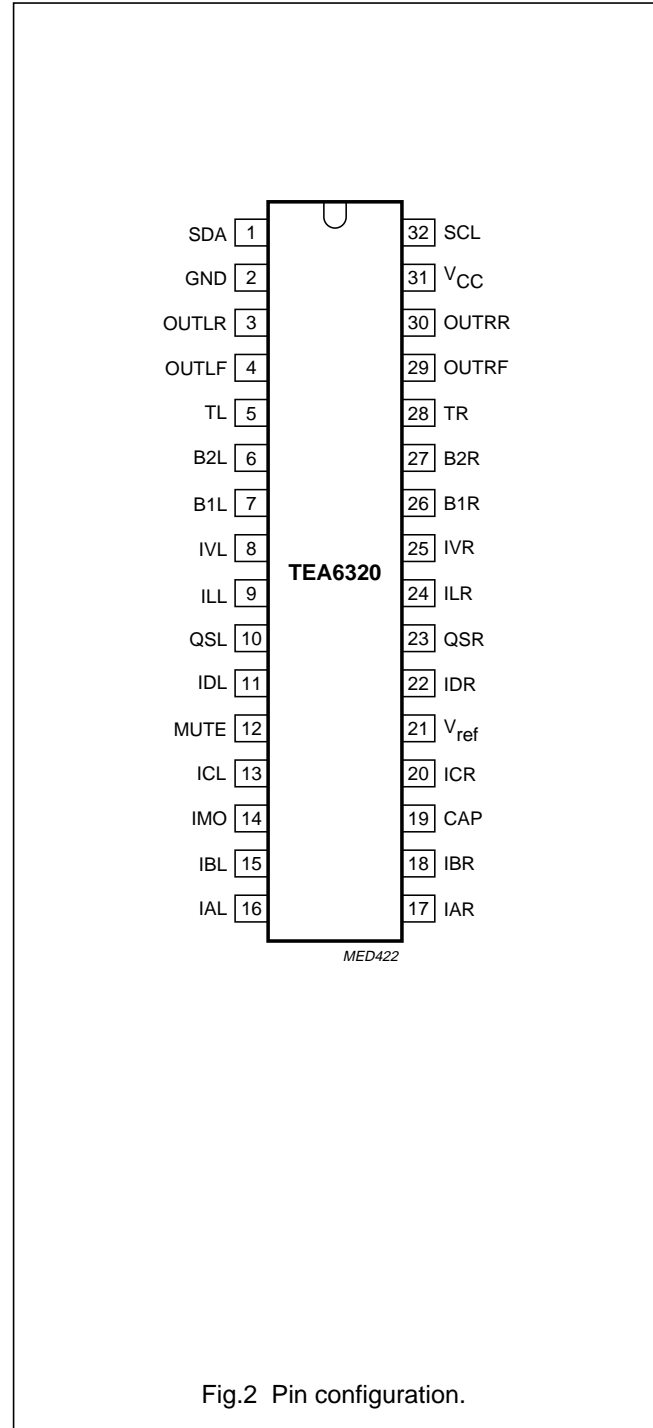 SDA 1 32 SCL
GND 2 31 VCC
OUTLR 3 30 OUTRR
OUTLF 4 29 OUTRF
TL 5 28 TR
B2L 6 27 B2R
B1L 7 26 B1R
IVL 8 25 IVR
TEA6320
ILL 9 24 ILR
QSL 10 23 QSR
IDL 11 22 IDR
MUTE 12 21 Vref
ICL 13 20 ICR
IMO 14 19 CAP
IBL 15 18 IBR
IAL 16 17 IAR
MED422
Fig.2 Pin configuration.